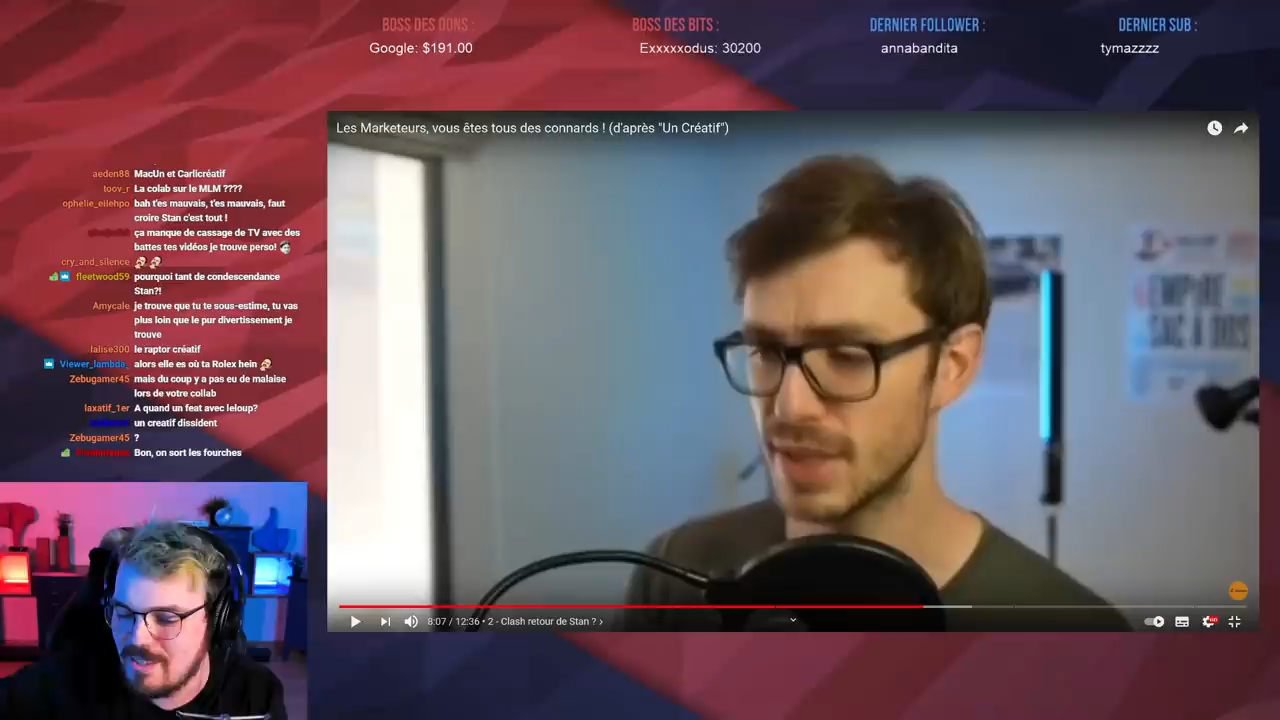 BOSS DES DONS :
BOSS DES BITS :
DERNIER FOLLOWER :
DERNIER SUB :
Google: $191.00
Exxxxxodus: 30200
annabandita
tymazzzz
Les Marketeurs, vous êtes tous des connards ! (d'après "Un Créatif")
aeden88 MacUn et Carlicréatif
toov_r La colab sur le MLM ????
ophelie_eilehpo bah t'es mauvais, t'es mauvais, faut
croire Stan c'est tout !
ça manque de cassage de TV avec des
battes tes vidéos je trouve perso!
cry_and_silence
fleetwood59 pourquoi tant de condescendance
Stan?!
Amycale je trouve que tu te sous-estime, tu vas
plus loin que le pur divertissement je
trouve
lalise300 le raptor créatif
Viewer_lambda_ alors elle es où ta Rolex hein
Zebugamer45 mais du coup y a pas eu de malaise
lors de votre collab
laxatif_1er A quand un feat avec leloup?
un creatif dissident
Zebugamer45 ?
Bon, on sort les fourches
EMPIRE
SAC À DOS
8:07 / 12:36 • 2 - Clash retour de Stan ? ›